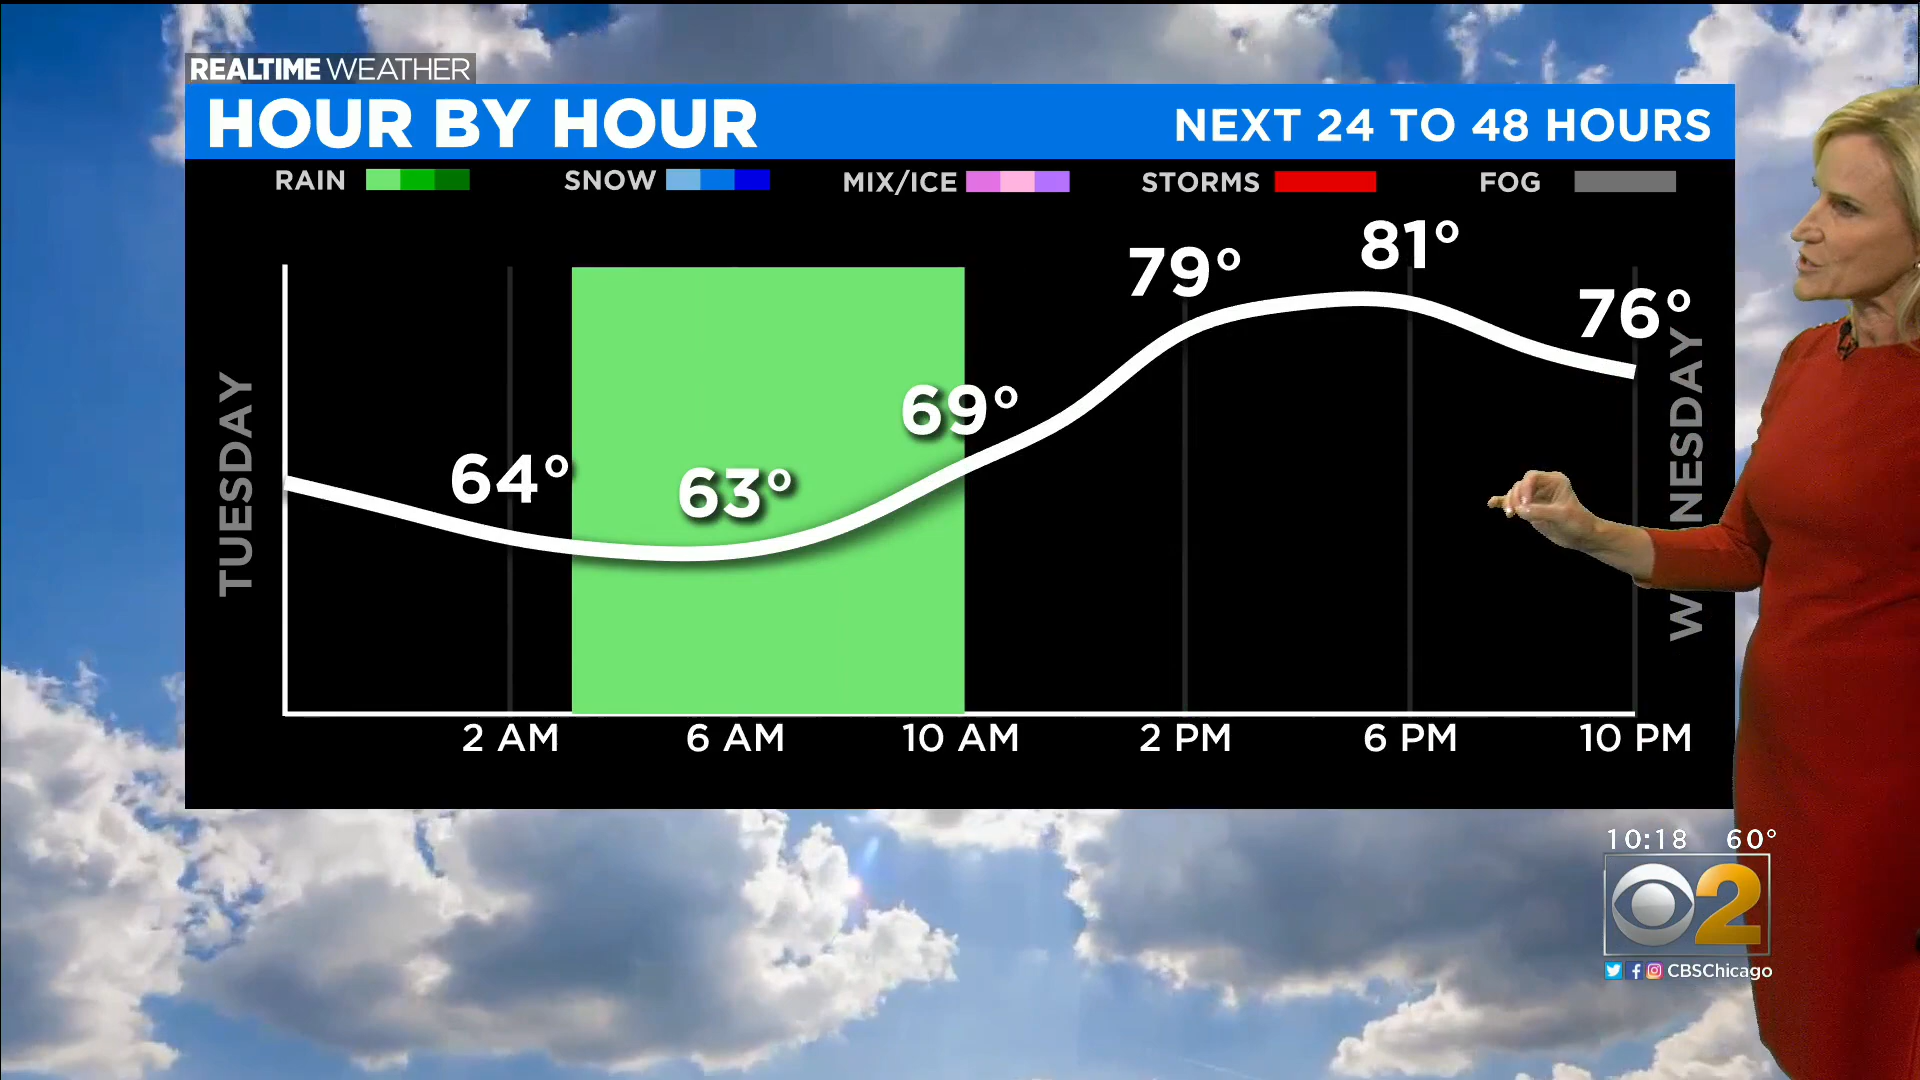 REALTIME WEATHER
HOUR BY HOUR
NEXT 24 TO 48 HOURS
RAIN
SNOW
MIX/ICE
STORMS
FOG
81°
79°
76°
69°
64°
63°
TUESDAY
2 AM
6 AM
10 AM
2 PM
6 PM
10 PM
10:18 60°
2
CBSChicago